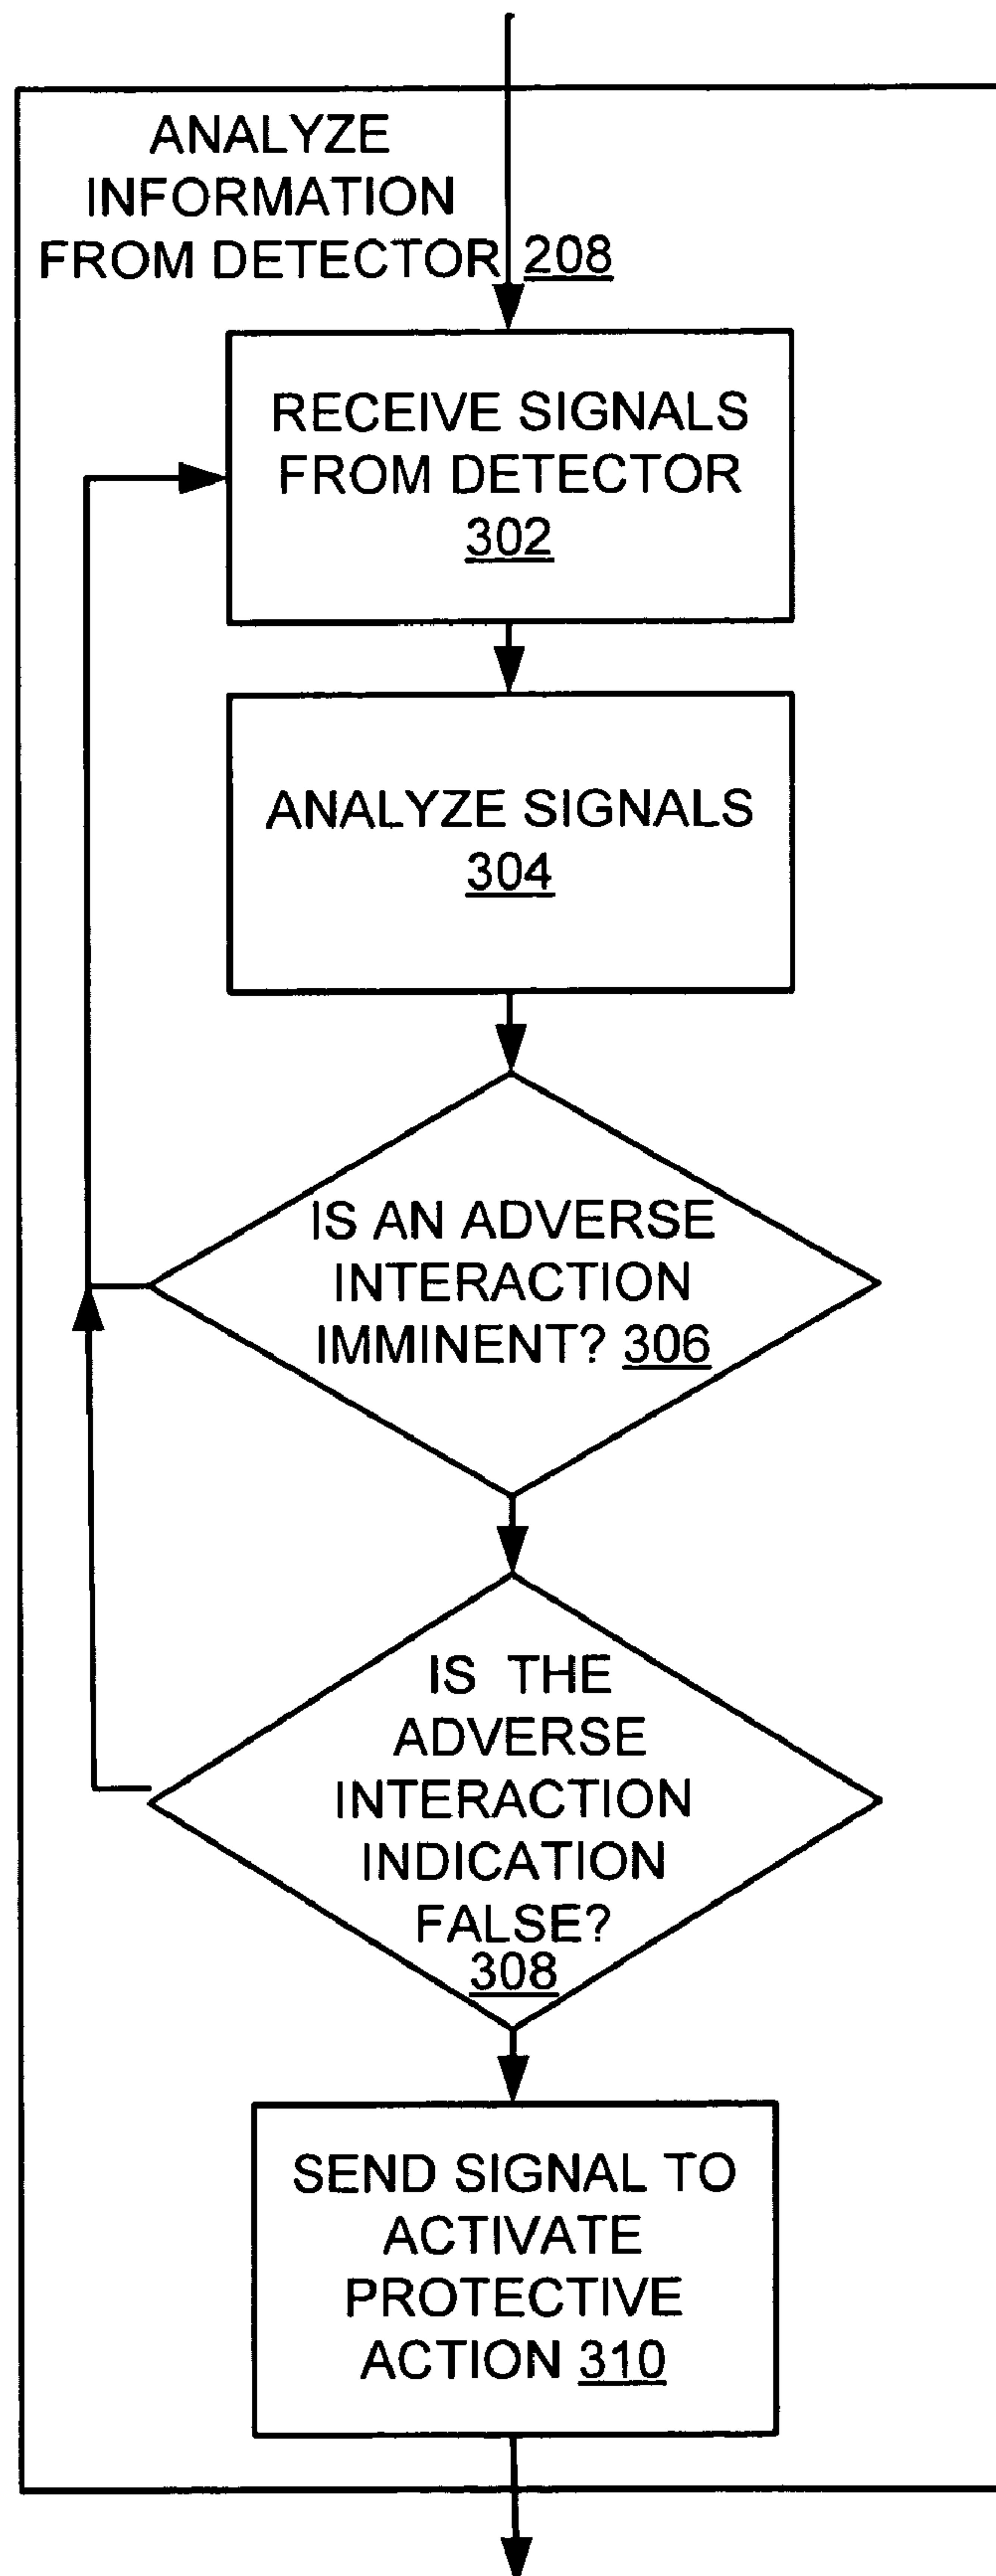 ANALYZE
INFORMATION
FROM DETECTOR 208
RECEIVE SIGNALS
FROM DETECTOR
302
ANALYZE SIGNALS
304
IS AN ADVERSE
INTERACTION
IMMINENT? 306
IS THE
ADVERSE
INTERACTION
INDICATION
FALSE?
308
SEND SIGNAL TO
ACTIVATE
PROTECTIVE
ACTION 310